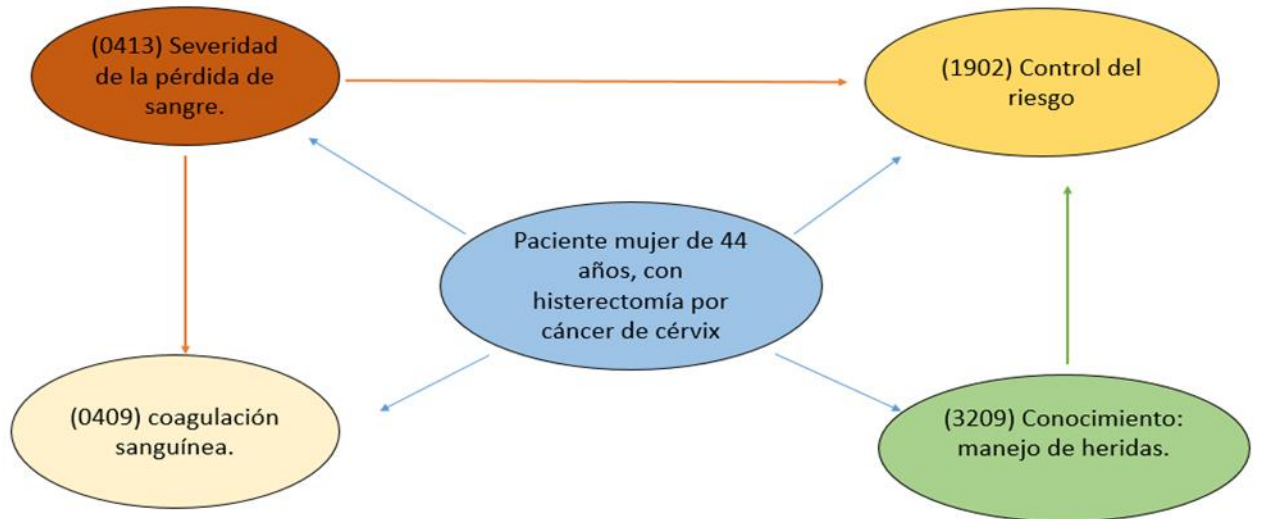 (0413) Severidad
de la pérdida de
sangre.
(1902) Control del
riesgo
Paciente mujer de 44
años, con
histerectomía por
cáncer de cérvix
(0409) coagulación
sanguínea.
(3209) Conocimiento:
manejo de heridas.